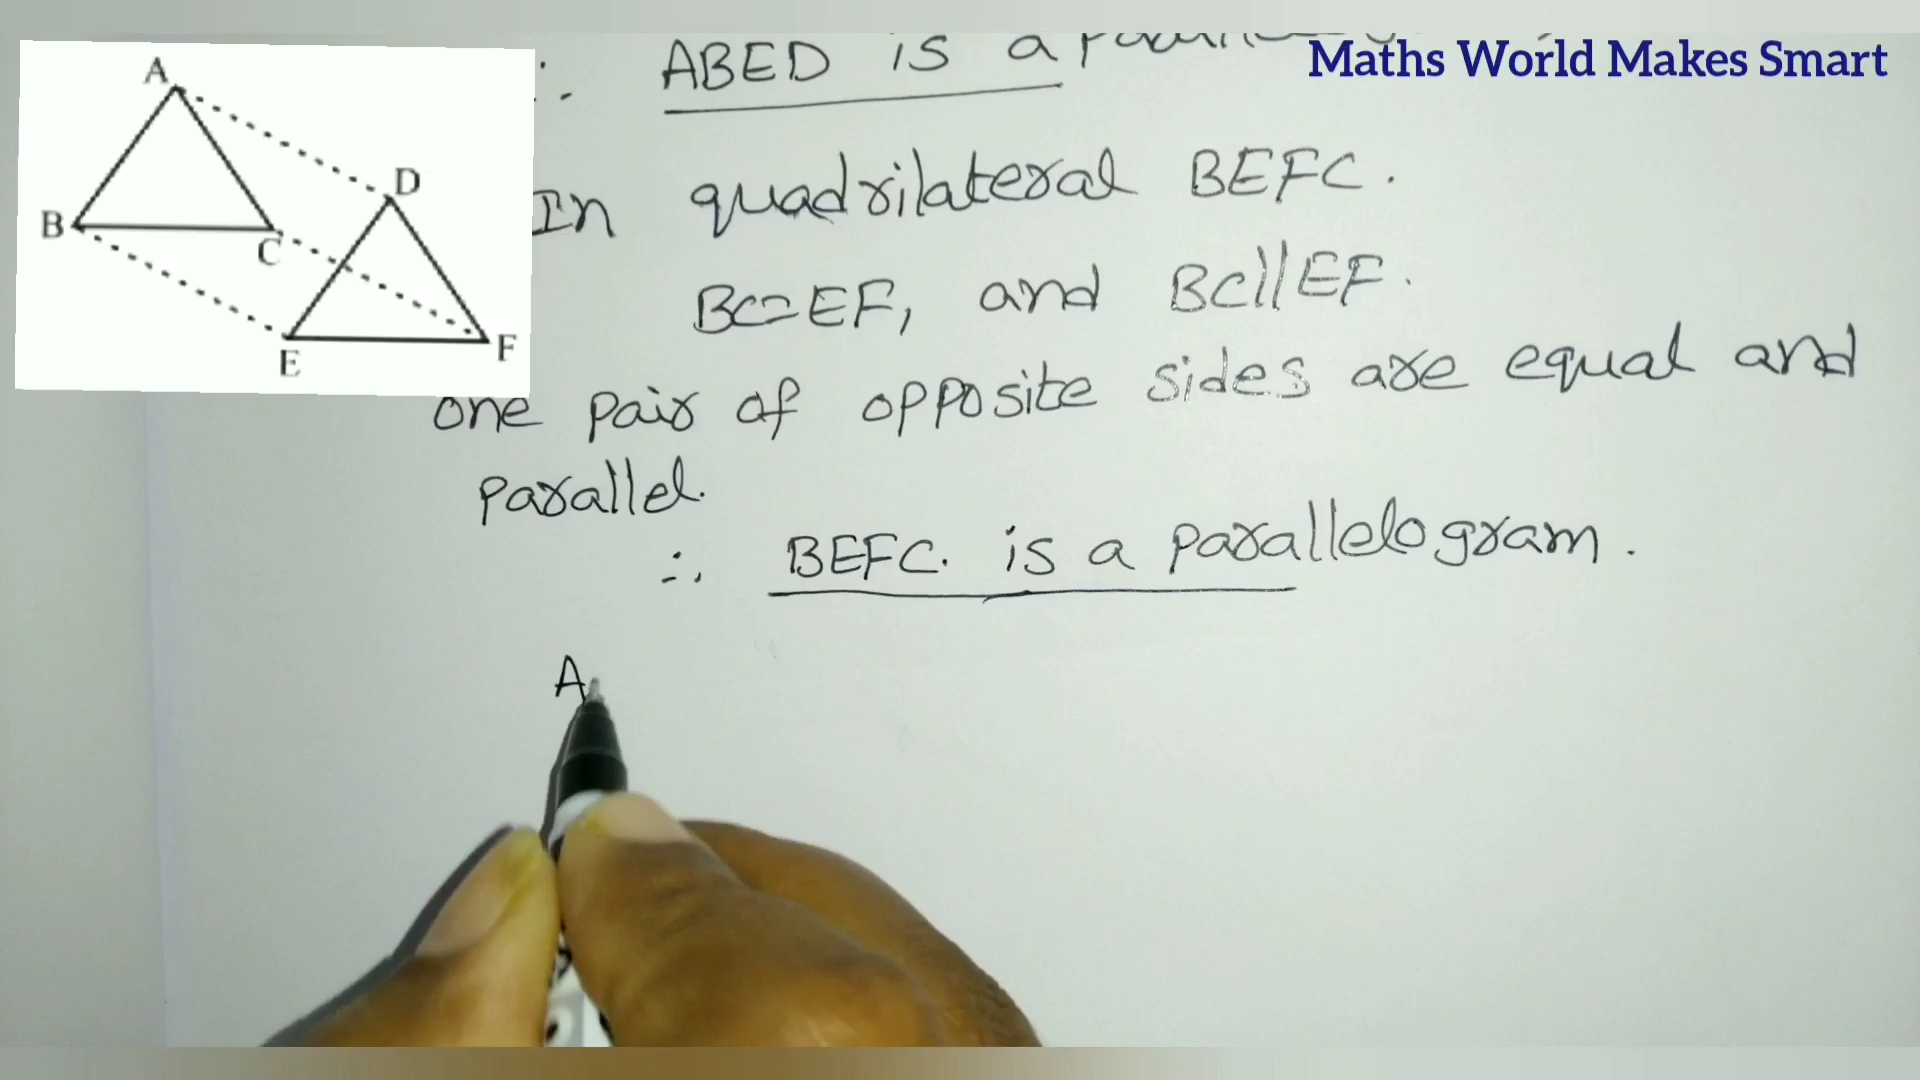 Maths World Makes Smart
∴ ABED is a
A
D
B
C
E
F
In quadrilateral BEFC.
BC=EF, and BC||EF.
one pair of opposite sides are equal and
parallel.
∴ BEFC. is a parallelogram.
A